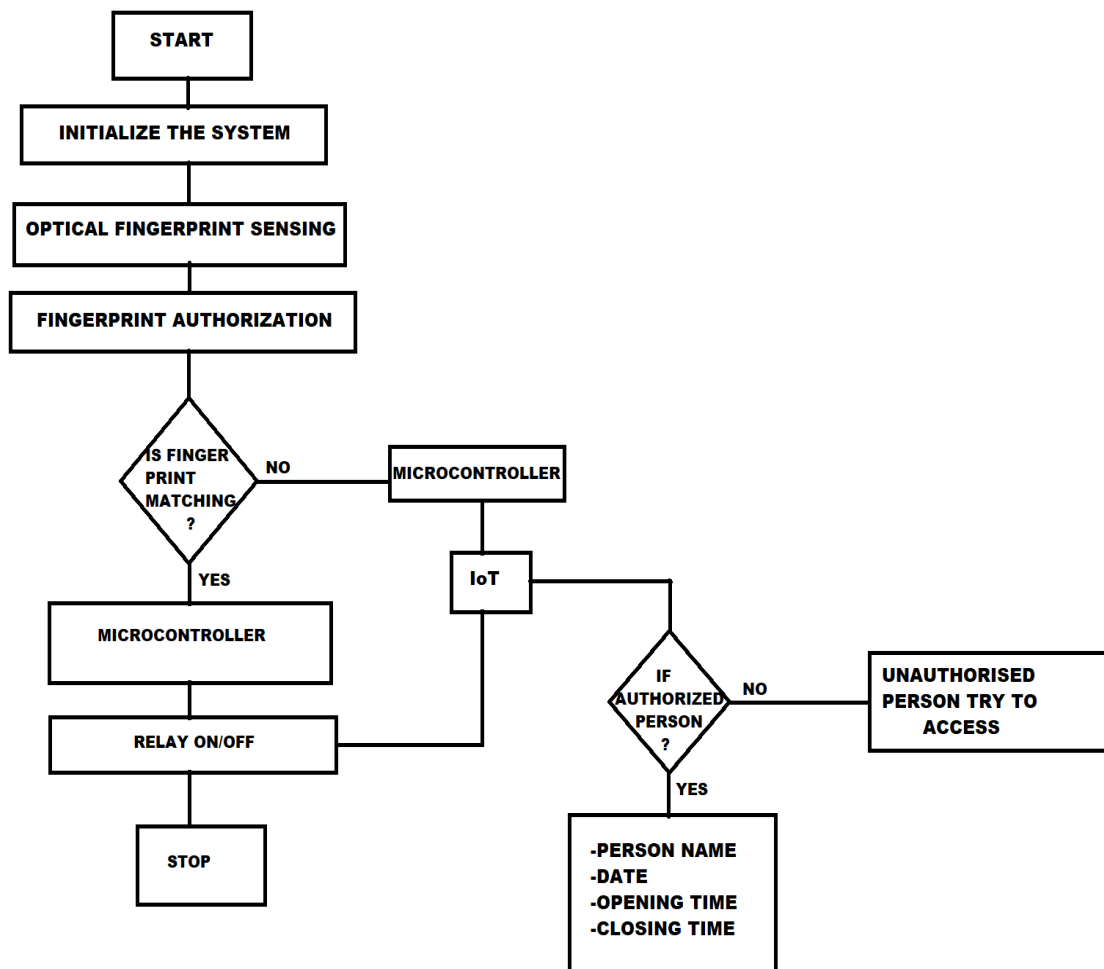 START
INITIALIZE THE SYSTEM
OPTICAL FINGERPRINT SENSING
FINGERPRINT AUTHORIZATION
IS FINGER
PRINT
MATCHING
?
NO
MICROCONTROLLER
IoT
YES
MICROCONTROLLER
RELAY ON/OFF
STOP
IF
AUTHORIZED
PERSON
?
NO
UNAUTHORISED
PERSON TRY TO
ACCESS
YES
-PERSON NAME
-DATE
-OPENING TIME
-CLOSING TIME